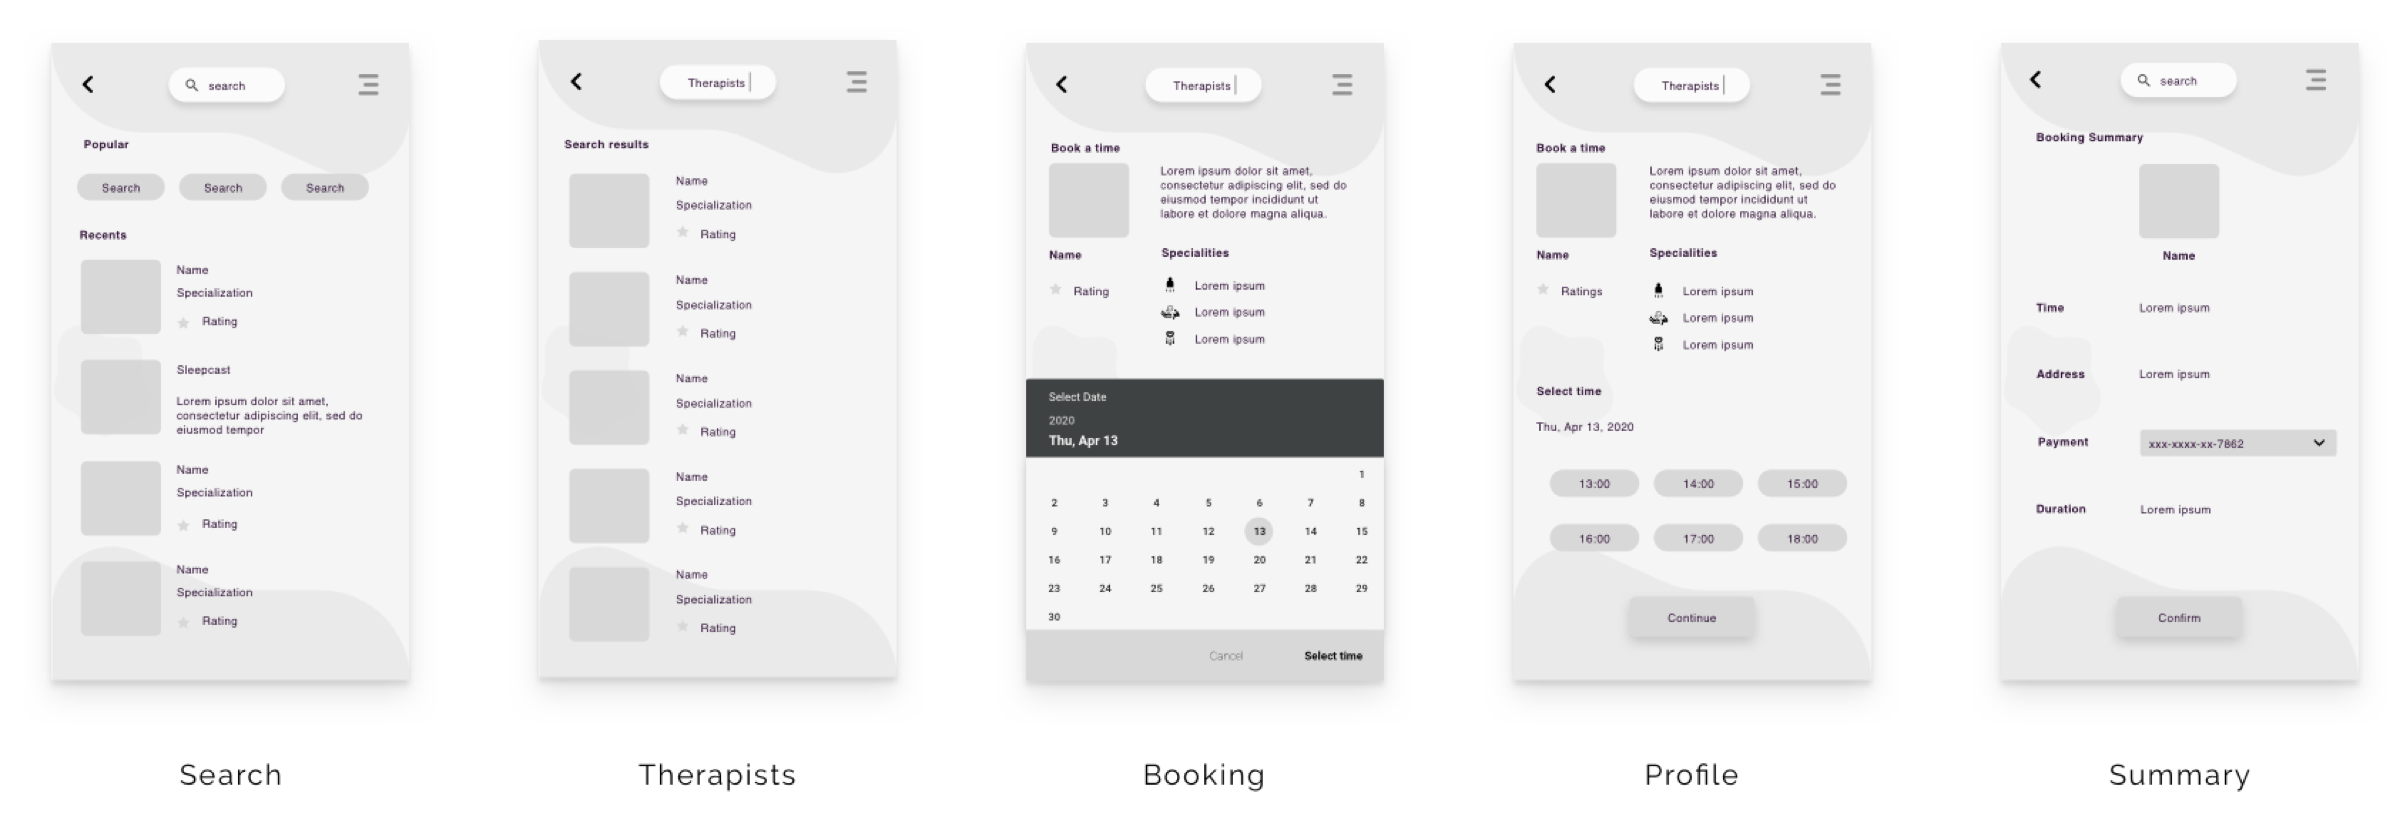 search
Popular
Search Search Search
Recents
Name
Specialization
Rating
Sleepcast
Lorem ipsum dolor sit amet,
consectetur adipiscing elit, sed do
eiusmod tempor
Name
Specialization
Rating
Name
Specialization
Rating
Search
Therapists
Search results
Name
Specialization
Rating
Name
Specialization
Rating
Name
Specialization
Rating
Name
Specialization
Rating
Name
Specialization
Rating
Therapists
Therapists
Book a time
Lorem ipsum dolor sit amet,
consectetur adipiscing elit, sed do
eiusmod tempor incididunt ut
labore et dolore magna aliqua.
Name
Rating
Specialities
Lorem ipsum
Lorem ipsum
Lorem ipsum
Select Date
2020
Thu, Apr 13
1
2 3 4 5 6 7 8
9 10 11 12 13 14 15
16 17 18 19 20 21 22
23 24 25 26 27 28 29
30
Cancel Select time
Booking
Therapists
Book a time
Lorem ipsum dolor sit amet,
consectetur adipiscing elit, sed do
eiusmod tempor incididunt ut
labore et dolore magna aliqua.
Name
Ratings
Specialities
Lorem ipsum
Lorem ipsum
Lorem ipsum
Select time
Thu, Apr 13, 2020
13:00 14:00 15:00
16:00 17:00 18:00
Continue
Profile
search
Booking Summary
Name
Time Lorem ipsum
Address Lorem ipsum
Payment xxx-xxxx-xx-7862
Duration Lorem ipsum
Confirm
Summary